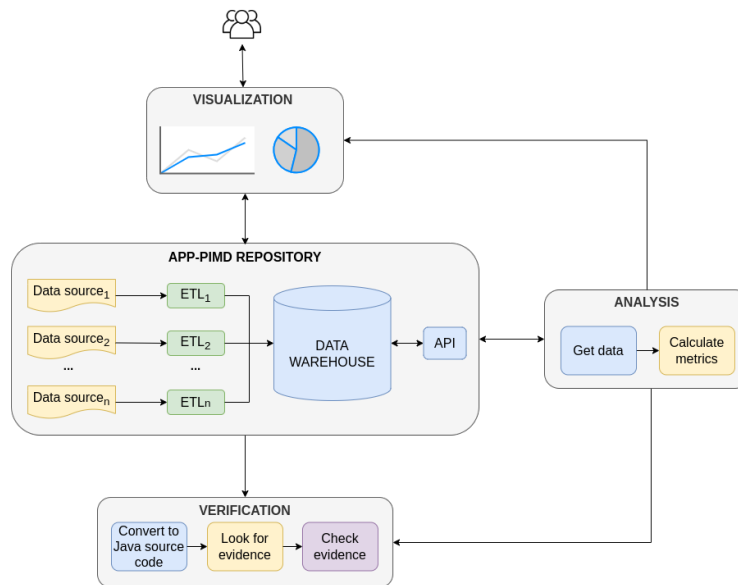 VISUALIZATION
APP-PIMD REPOSITORY
Data source₁
ETL₁
Data source₂
ETL₂
...
...
Data sourceₙ
ETLₙ
DATA
WAREHOUSE
API
ANALYSIS
Get data
Calculate
metrics
VERIFICATION
Convert to
Java source
code
Look for
evidence
Check
evidence